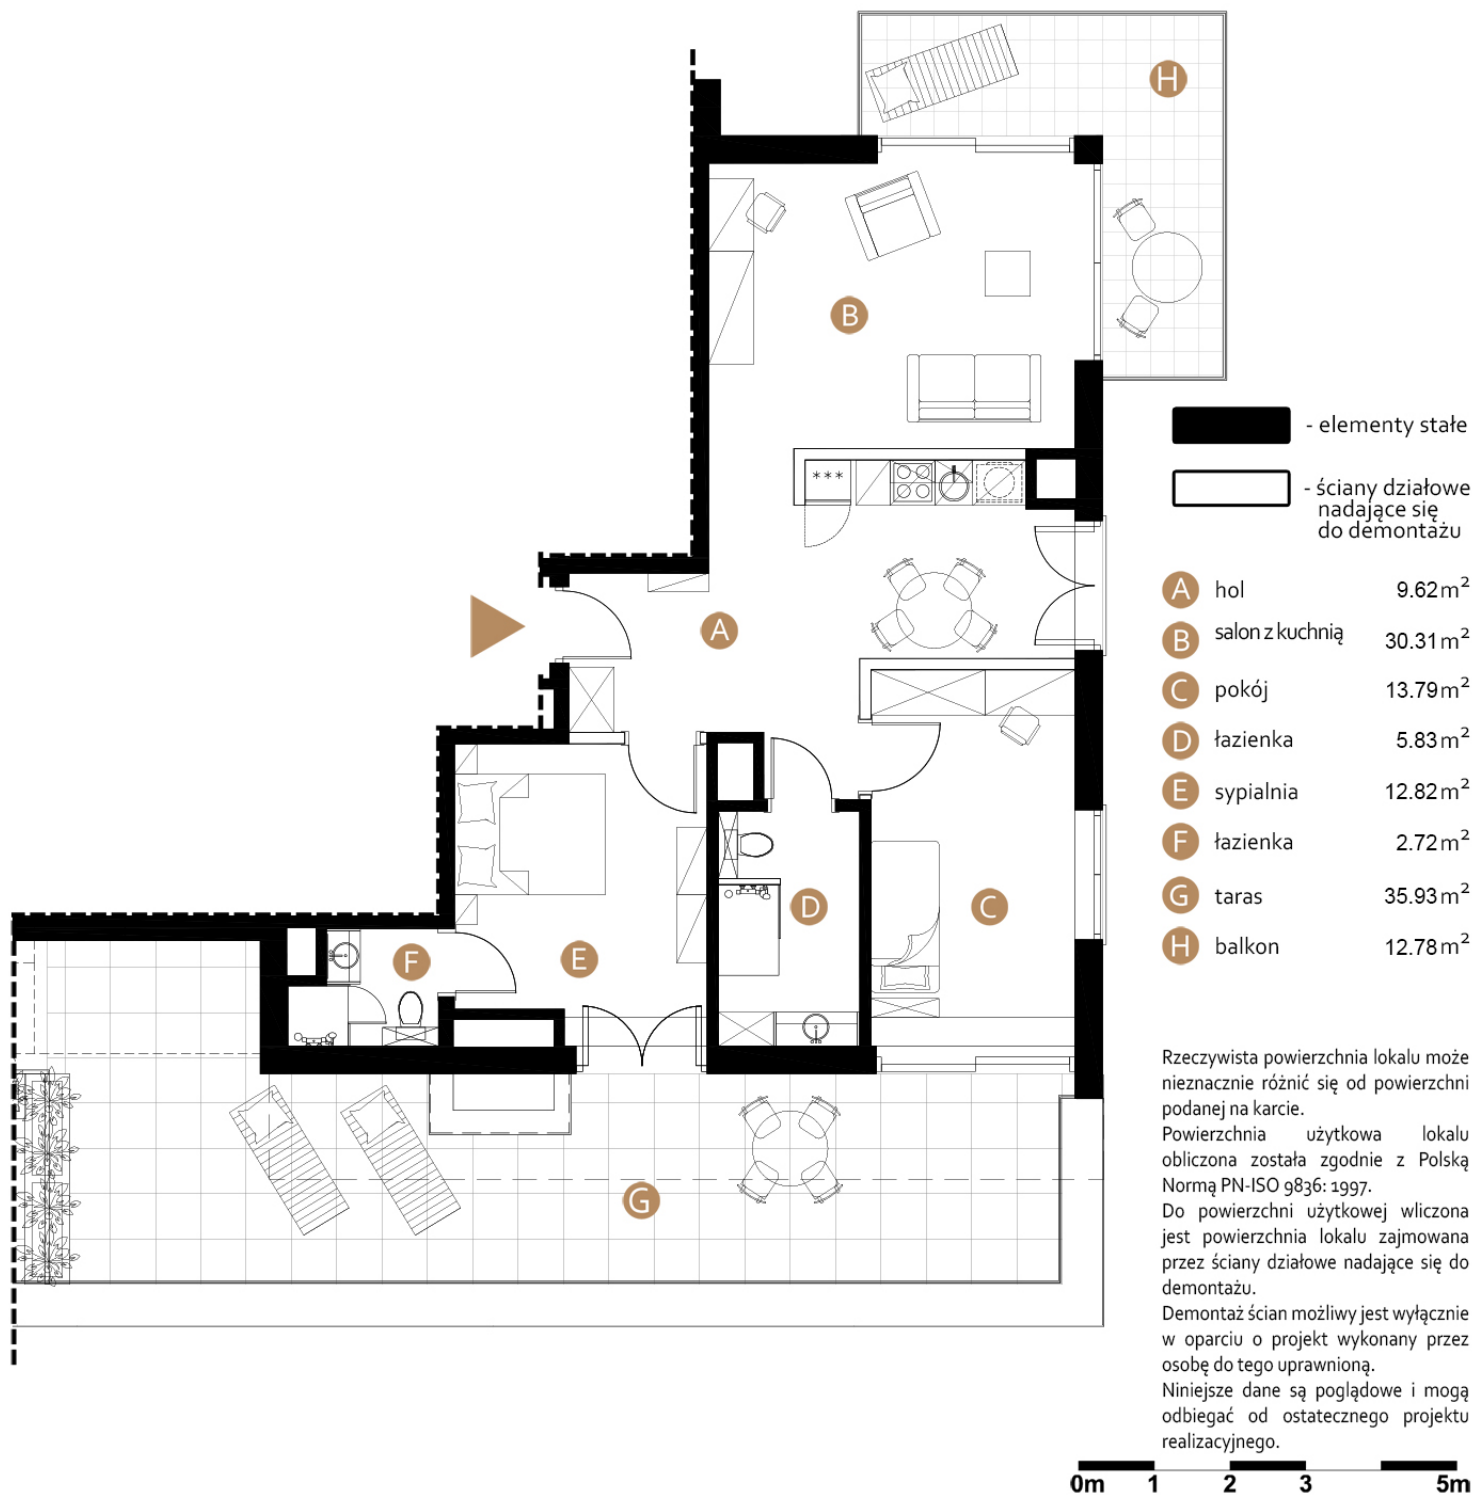 H
B
- elementy stałe
- ściany działowe
nadające się
do demontażu
A hol 9.62 m²
B salon z kuchnią 30.31 m²
C pokój 13.79 m²
D łazienka 5.83 m²
E sypialnia 12.82 m²
F łazienka 2.72 m²
G taras 35.93 m²
H balkon 12.78 m²
***
A
D
C
F
E
G
Rzeczywista powierzchnia lokalu może
nieznacznie różnić się od powierzchni
podanej na karcie.
Powierzchnia użytkowa lokalu
obliczona została zgodnie z Polską
Normą PN-ISO 9836: 1997.
Do powierzchni użytkowej wliczona
jest powierzchnia lokalu zajmowana
przez ściany działowe nadające się do
demontażu.
Demontaż ścian możliwy jest wyłącznie
w oparciu o projekt wykonany przez
osobę do tego uprawnioną.
Niniejsze dane są poglądowe i mogą
odbiegać od ostatecznego projektu
realizacyjnego.
0m 1 2 3 5m